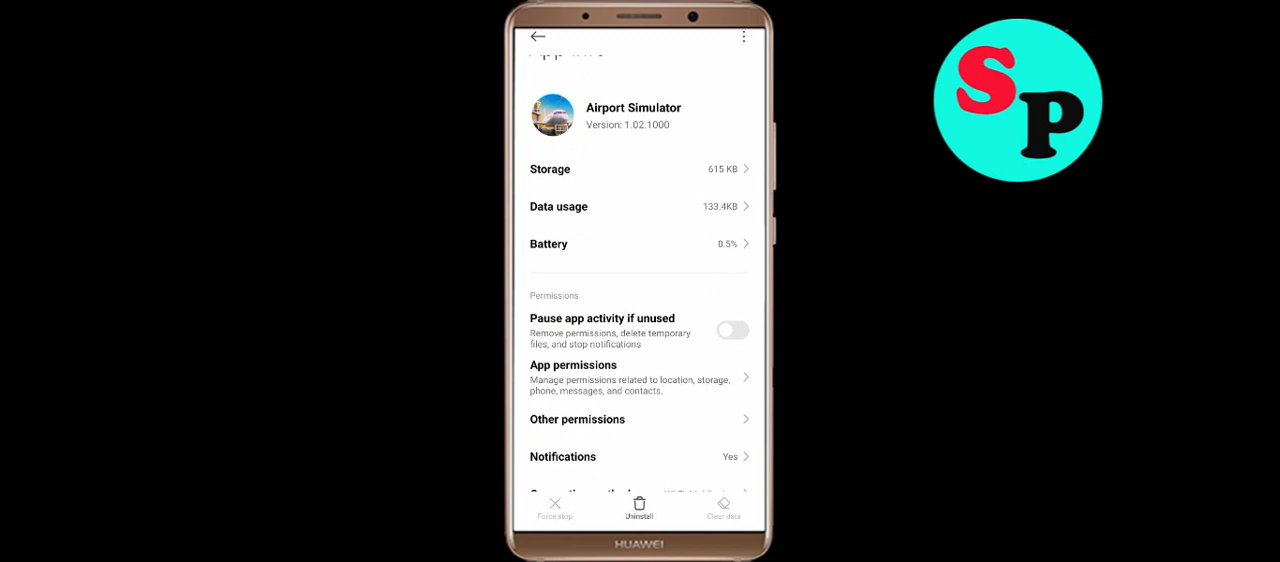 Airport Simulator
Version: 1.02.1000
Storage
615 KB
Data usage
133.4KB
Battery
0.5%
Permissions
Pause app activity if unused
Remove permissions, delete temporary
files, and stop notifications
App permissions
Manage permissions related to location, storage,
phone, messages, and contacts.
Other permissions
Notifications
Yes
Force stop
Uninstall
Clear data
HUAWEI
SP